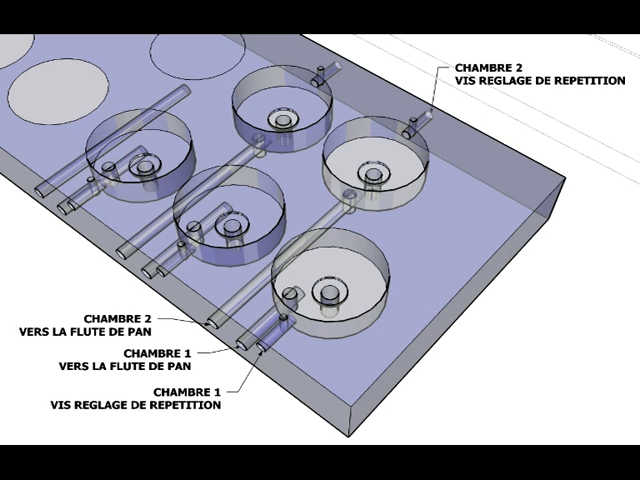 CHAMBRE 2
VIS REGLAGE DE REPETITION
CHAMBRE 2
VERS LA FLUTE DE PAN
CHAMBRE 1
VERS LA FLUTE DE PAN
CHAMBRE 1
VIS REGLAGE DE REPETITION